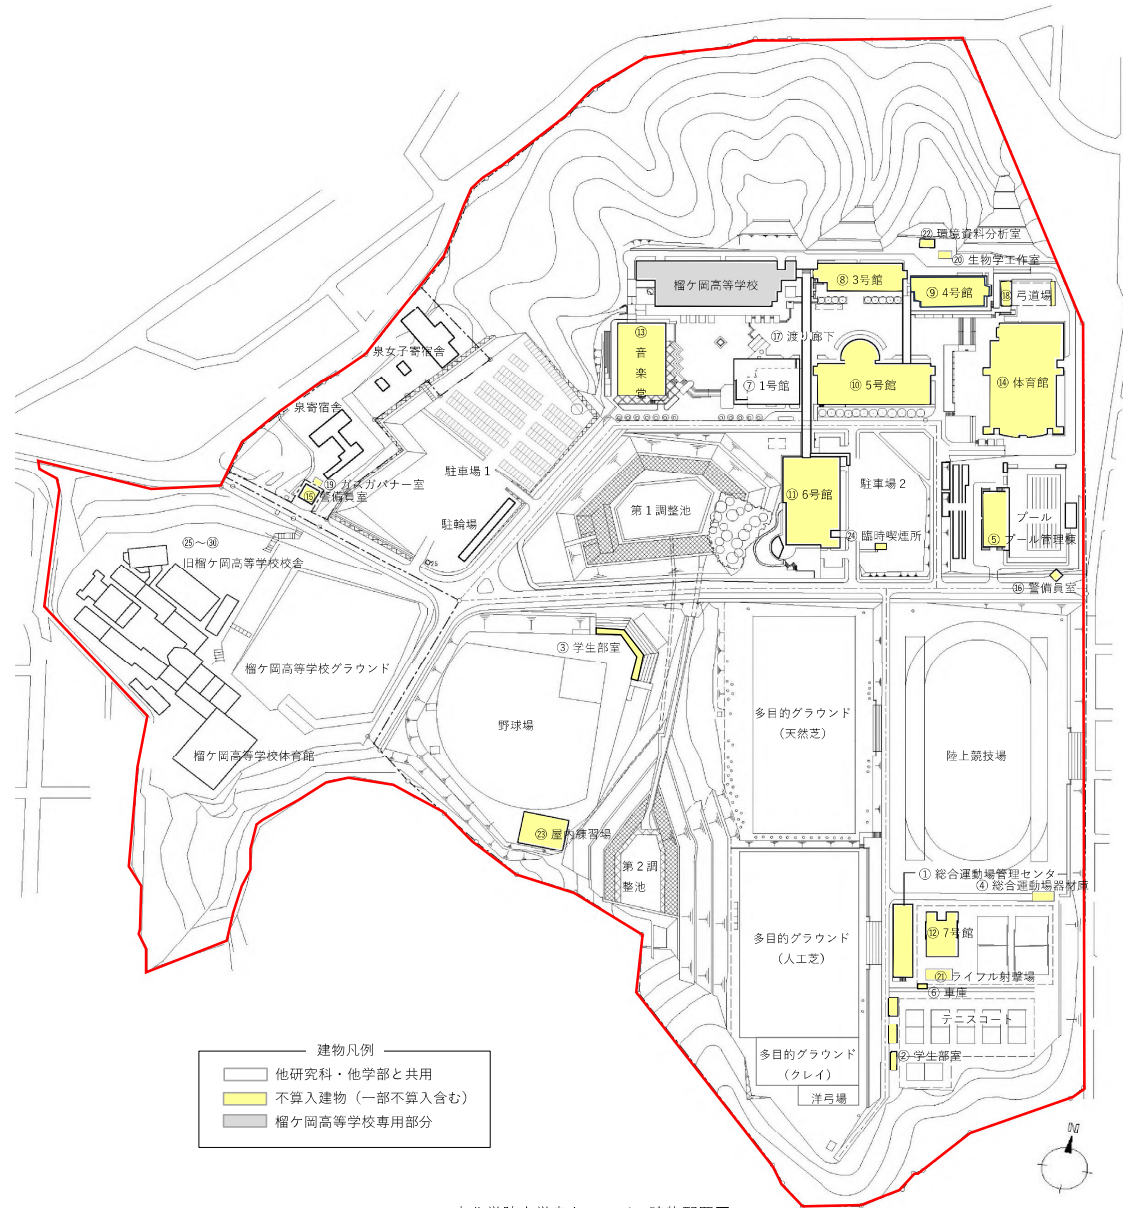 ㉒ 環境資料分析室
⑳ 生物学工作室
⑧ 3号館
榴ケ岡高等学校
⑨ 4号館
⑱ 弓道場
⑬
音
楽
堂
⑰ 渡り廊下
泉女子寄宿舎
⑦ 1号館
⑩ 5号館
⑭ 体育館
泉寄宿舎
駐車場1
⑲ ガスガバナー室
⑮ 警備員室
駐車場2
⑪ 6号館
第1調整池
プール
駐輪場
㉔ 臨時喫煙所
⑤ プール管理棟
㉕～㉚
旧榴ケ岡高等学校校舎
⑯ 警備員室
③ 学生部室
榴ケ岡高等学校グラウンド
多目的グラウンド
（天然芝）
野球場
榴ケ岡高等学校体育館
陸上競技場
㉓ 屋内練習場
第2調
整池
① 総合運動場管理センター
④ 総合運動場器材庫
⑫ 7号館
多目的グラウンド
（人工芝）
㉑ ライフル射撃場
⑥ 車庫
テニスコート
多目的グラウンド
（クレイ）
② 学生部室
洋弓場
建物凡例
他研究科・他学部と共用
不算入建物（一部不算入含む）
榴ケ岡高等学校専用部分
N